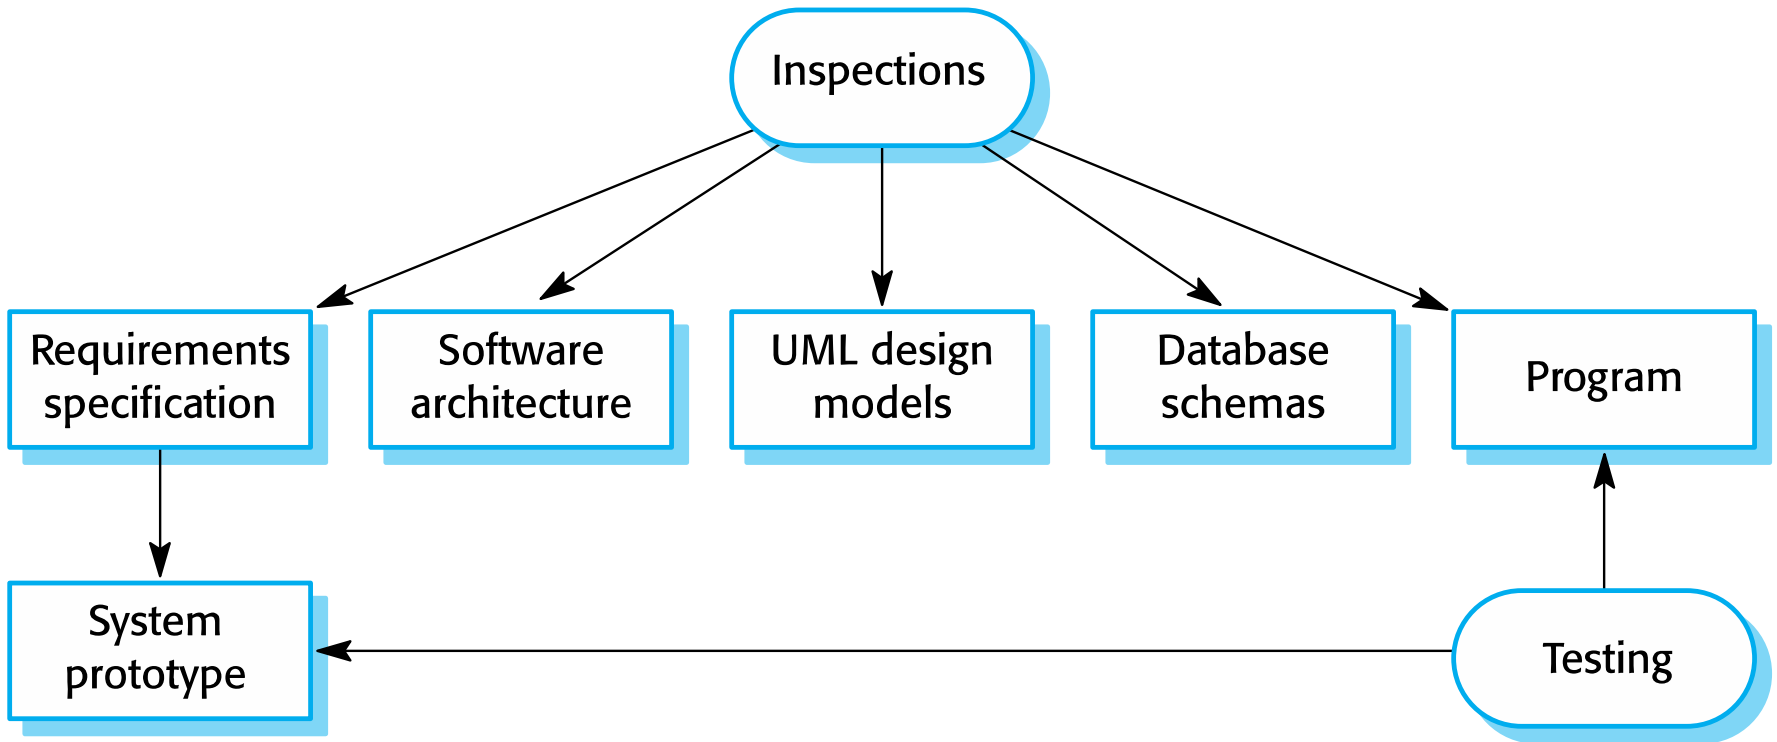 Inspections
Requirements
specification
Software
architecture
UML design
models
Database
schemas
Program
System
prototype
Testing